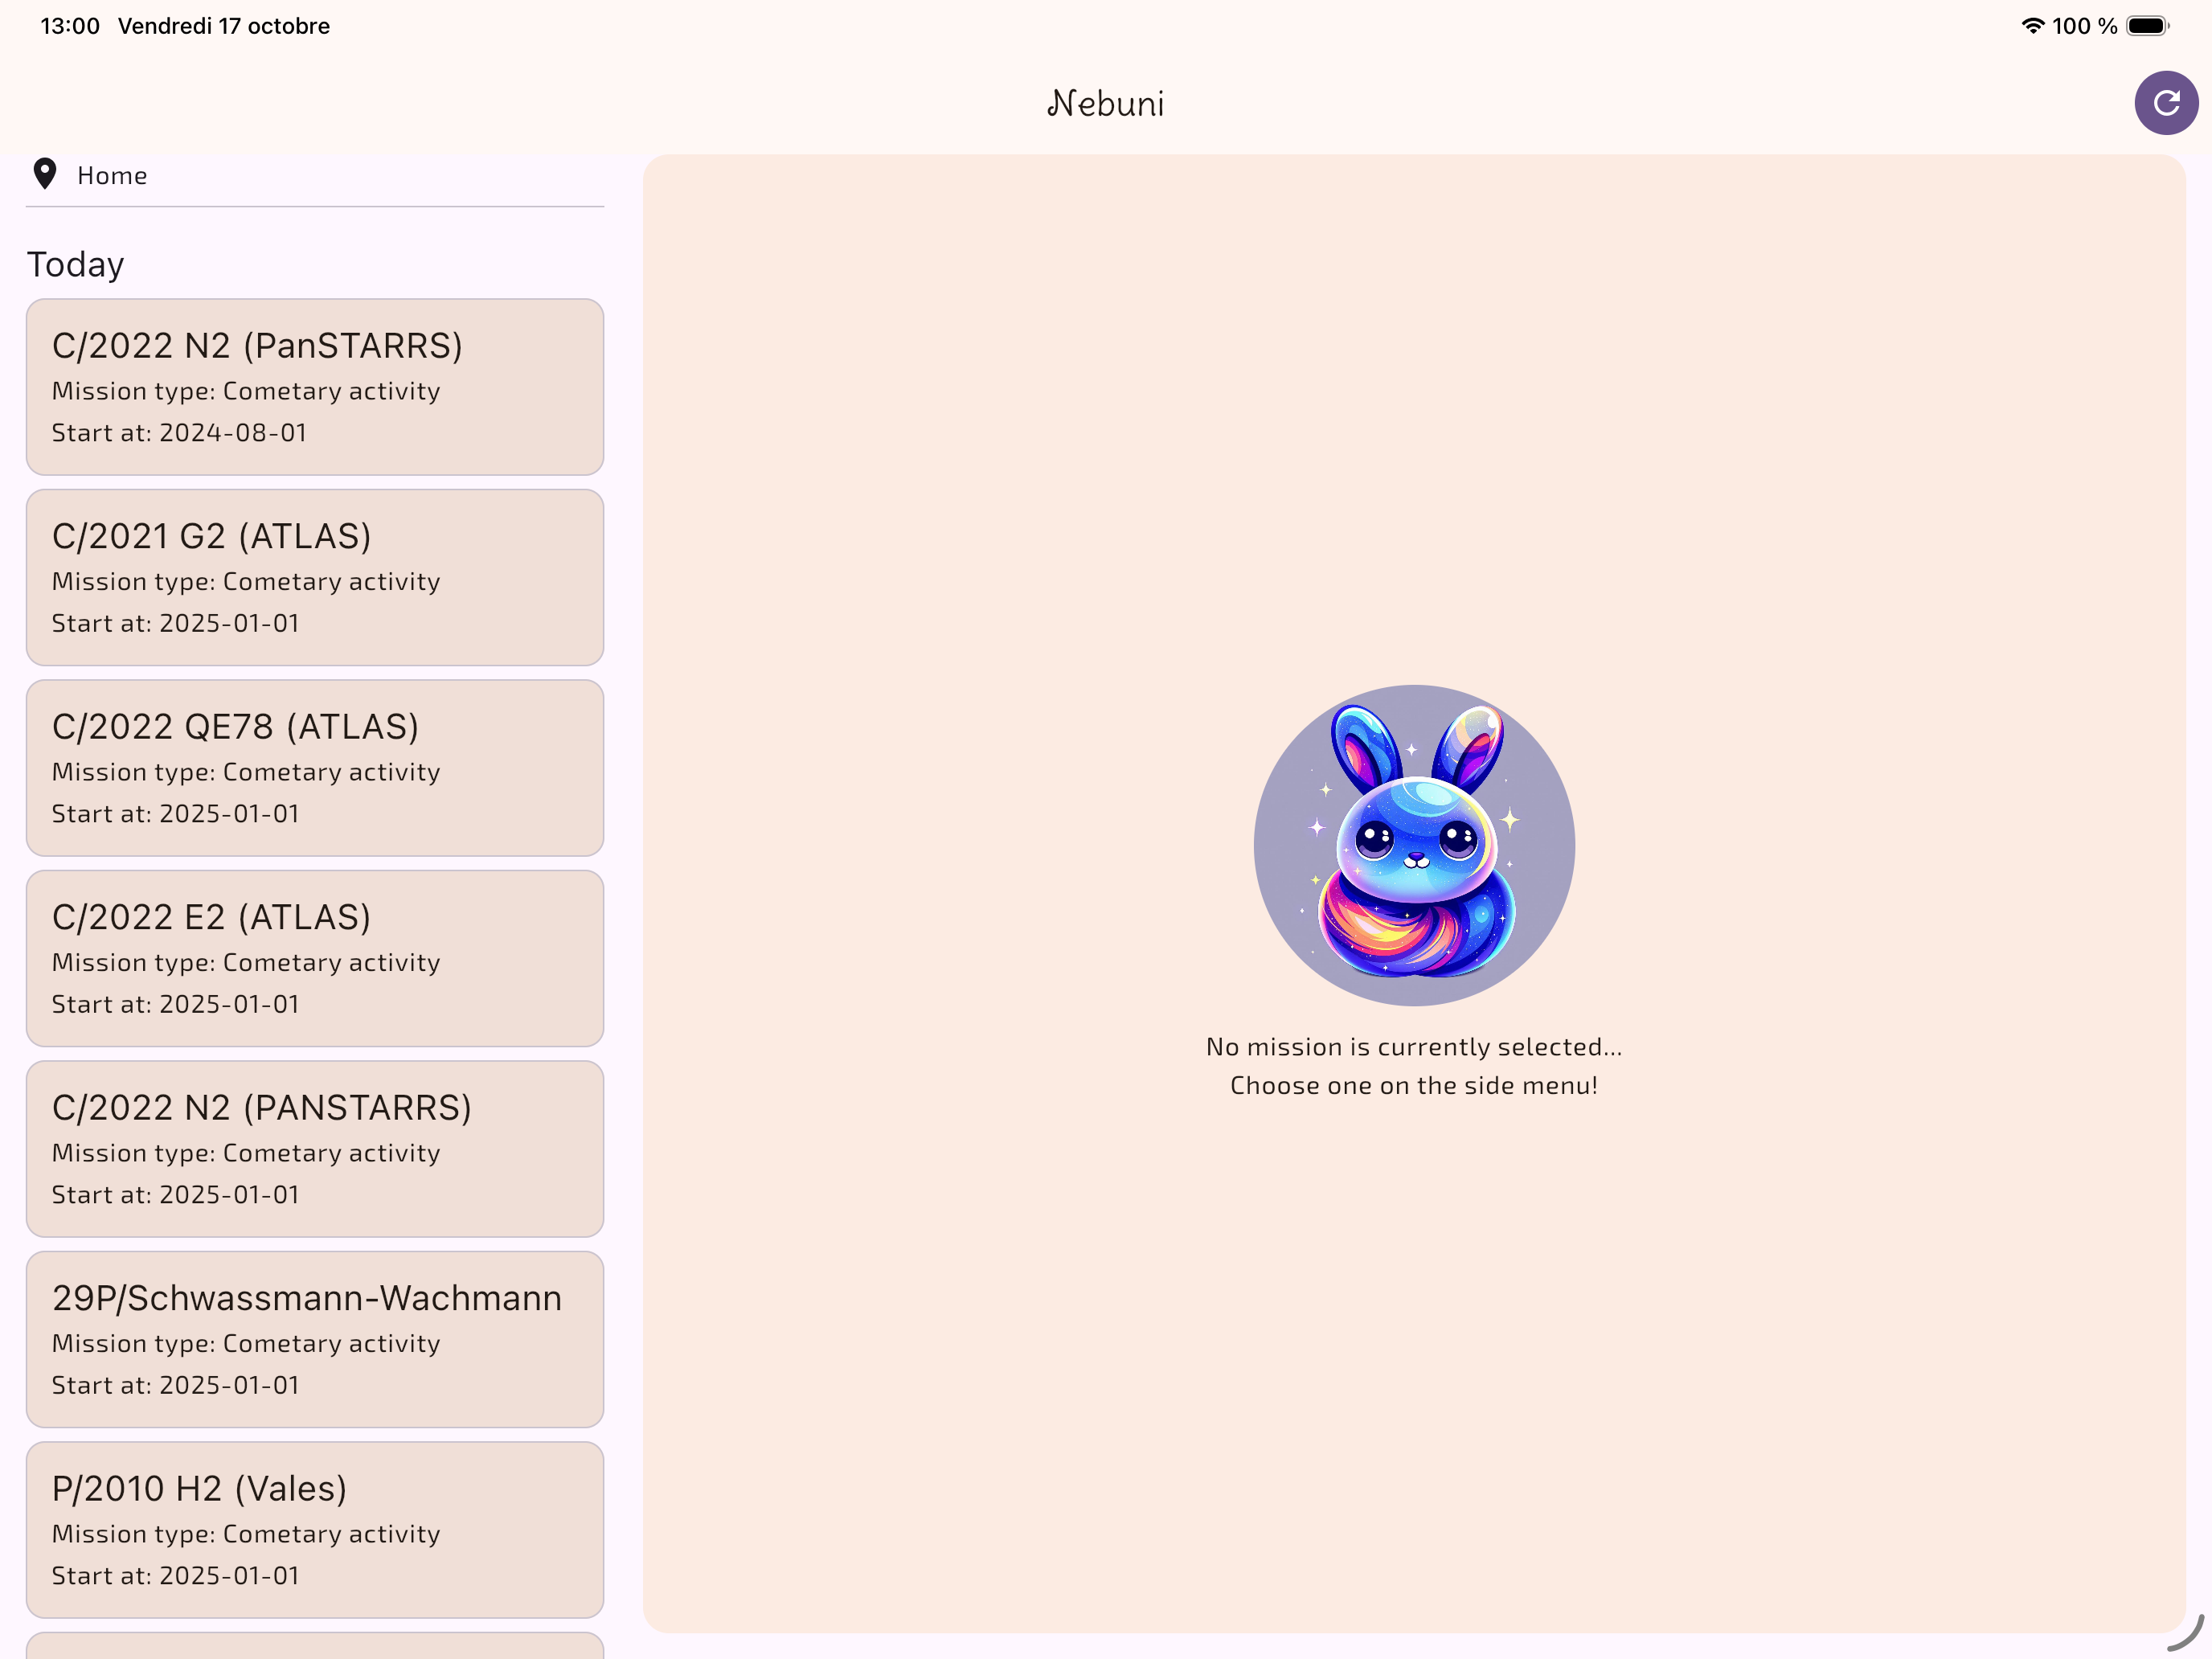 13:00 Vendredi 17 octobre
100 %
Nebuni
Home
Today
C/2022 N2 (PanSTARRS)
Mission type: Cometary activity
Start at: 2024-08-01
C/2021 G2 (ATLAS)
Mission type: Cometary activity
Start at: 2025-01-01
C/2022 QE78 (ATLAS)
Mission type: Cometary activity
Start at: 2025-01-01
C/2022 E2 (ATLAS)
Mission type: Cometary activity
Start at: 2025-01-01
C/2022 N2 (PANSTARRS)
Mission type: Cometary activity
Start at: 2025-01-01
29P/Schwassmann-Wachmann
Mission type: Cometary activity
Start at: 2025-01-01
P/2010 H2 (Vales)
Mission type: Cometary activity
Start at: 2025-01-01
No mission is currently selected...
Choose one on the side menu!